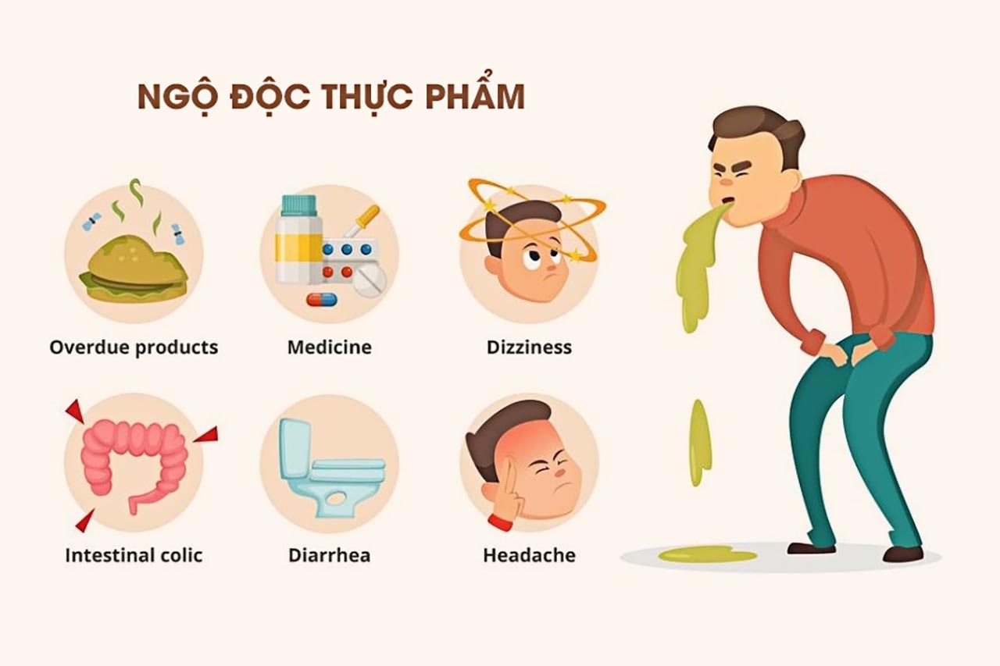 NGỘ ĐỘC THỰC PHẨM
Overdue products
Medicine
Dizziness
Intestinal colic
Diarrhea
Headache